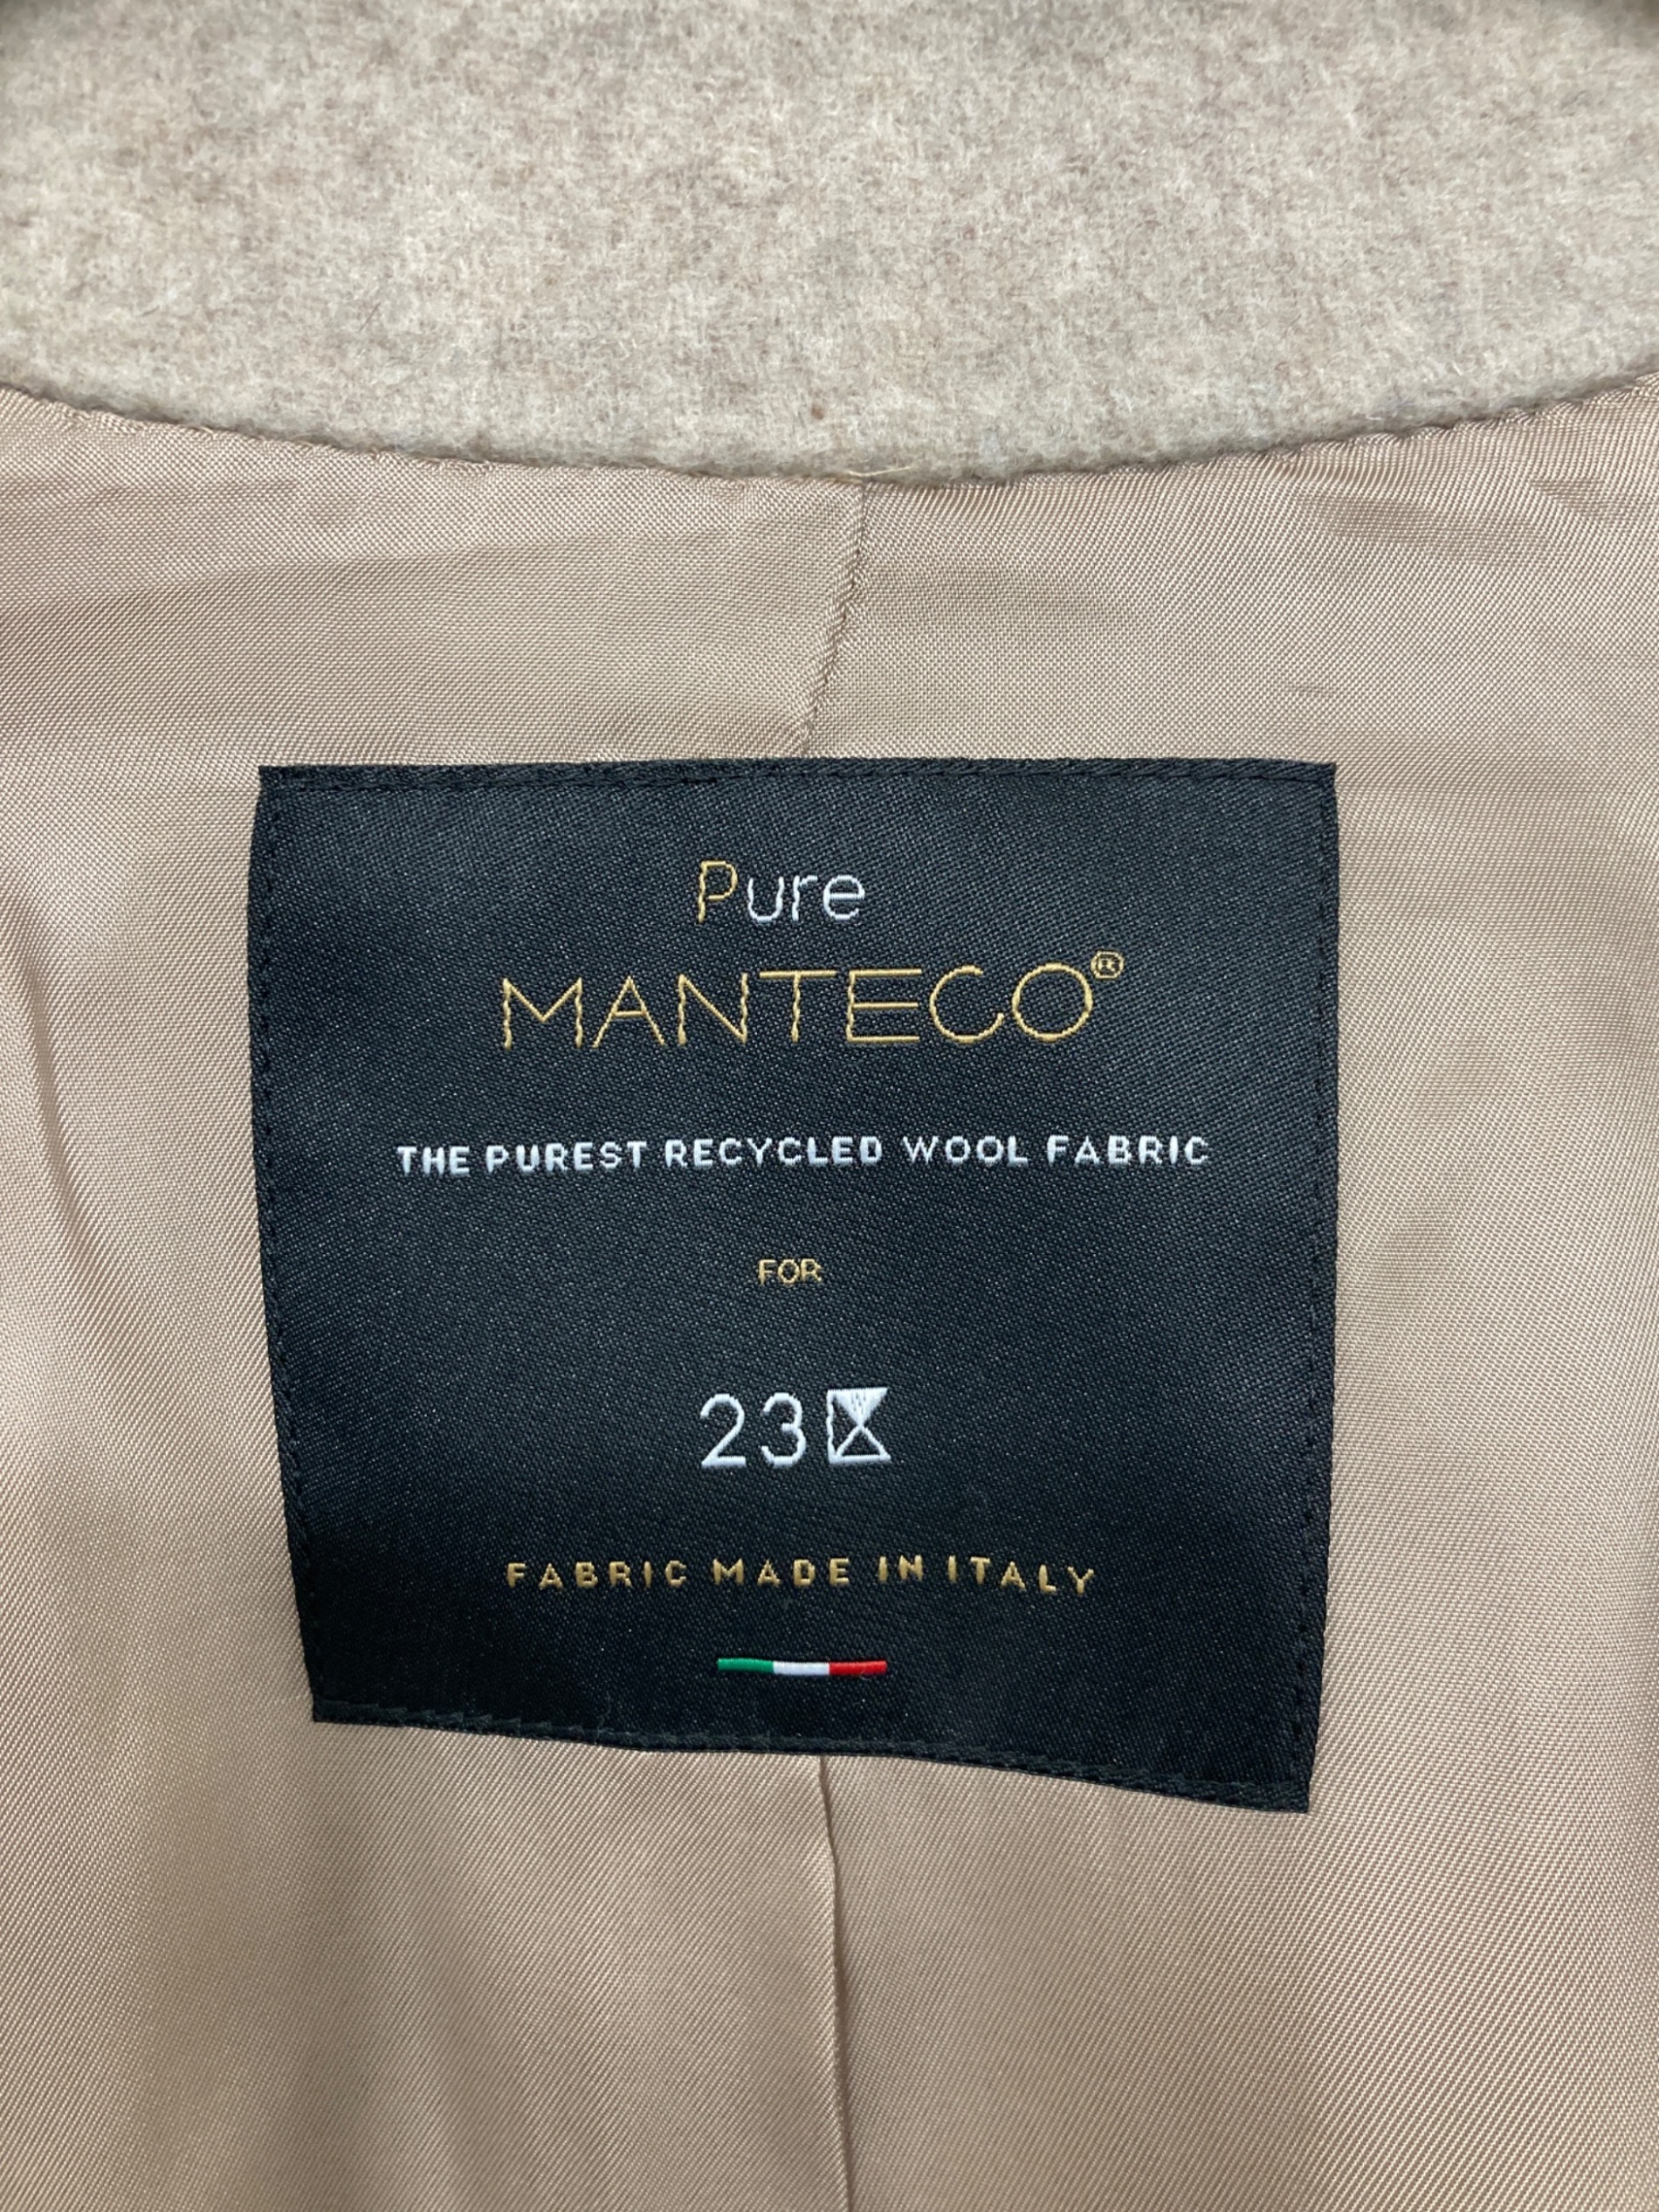 Pure
MANTECO®
THE PUREST RECYCLED WOOL FABRIC
FOR
23
FABRIC MADE IN ITALY